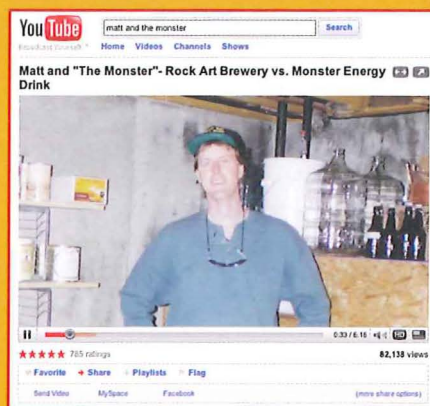 YouTube
Broadcast Yourself
matt and the monster
Search
Home Videos Channels Shows
Matt and "The Monster"- Rock Art Brewery vs. Monster Energy
Drink
0:33 / 6:16 HD
785 ratings
82,138 views
Favorite Share Playlists Flag
Send Video MySpace Facebook (more share options)